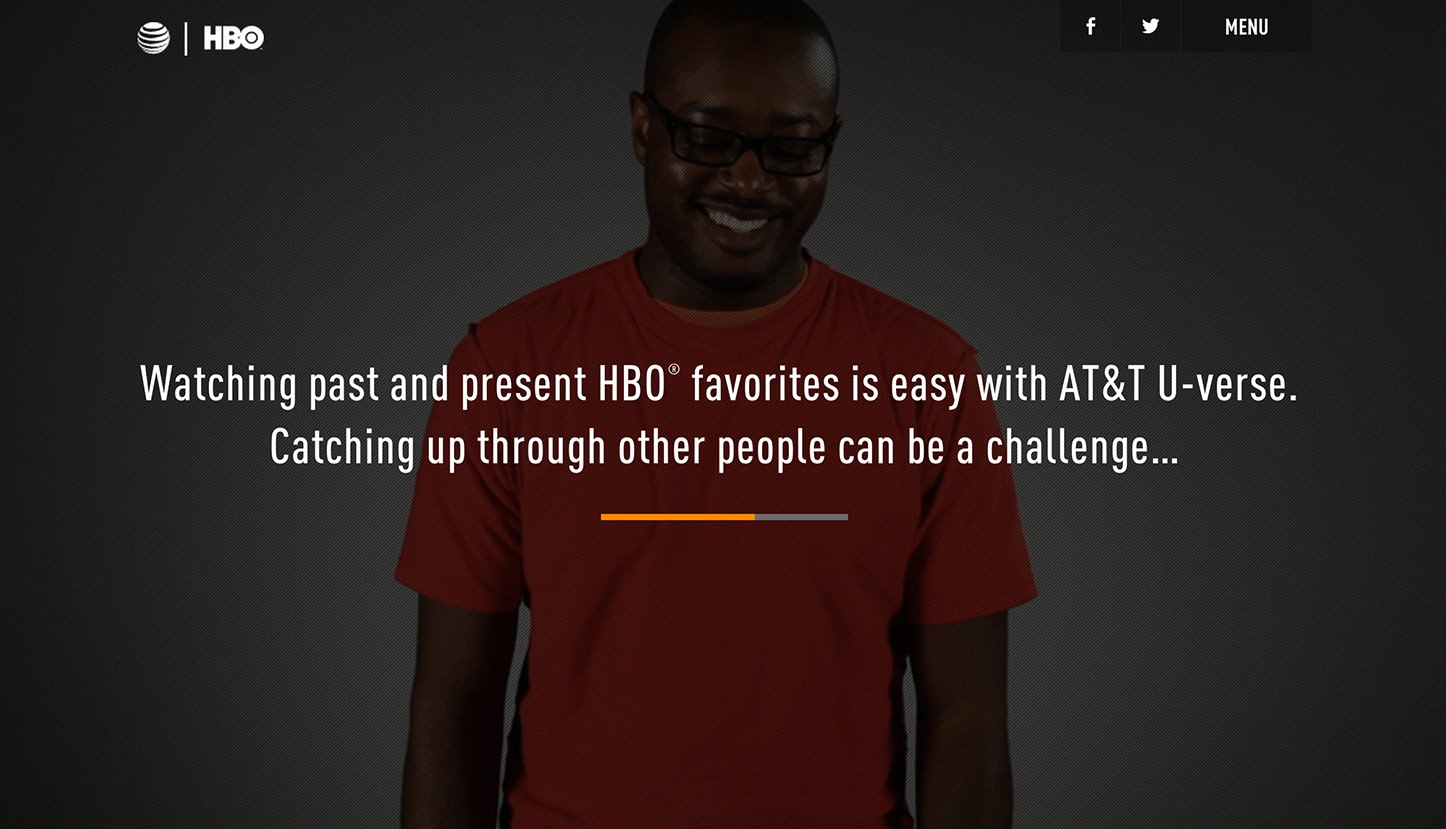 HBO
f
MENU
Watching past and present HBO® favorites is easy with AT&T U-verse.
Catching up through other people can be a challenge...